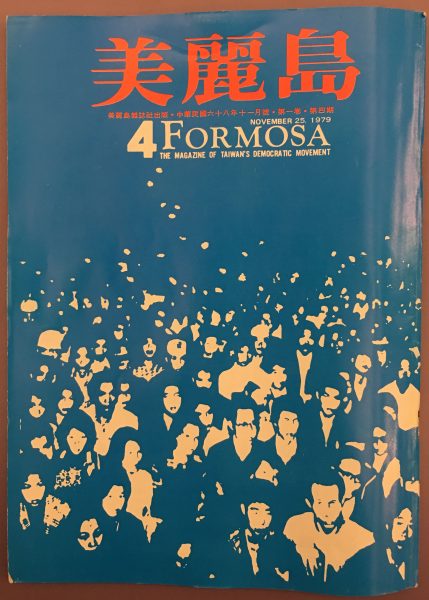 美麗島
美麗島雜誌社出版・中華民國六十八年十一月號・第一卷・第四期
NOVEMBER 25, 1979
4 FORMOSA
THE MAGAZINE OF TAIWAN'S DEMOCRATIC MOVEMENT